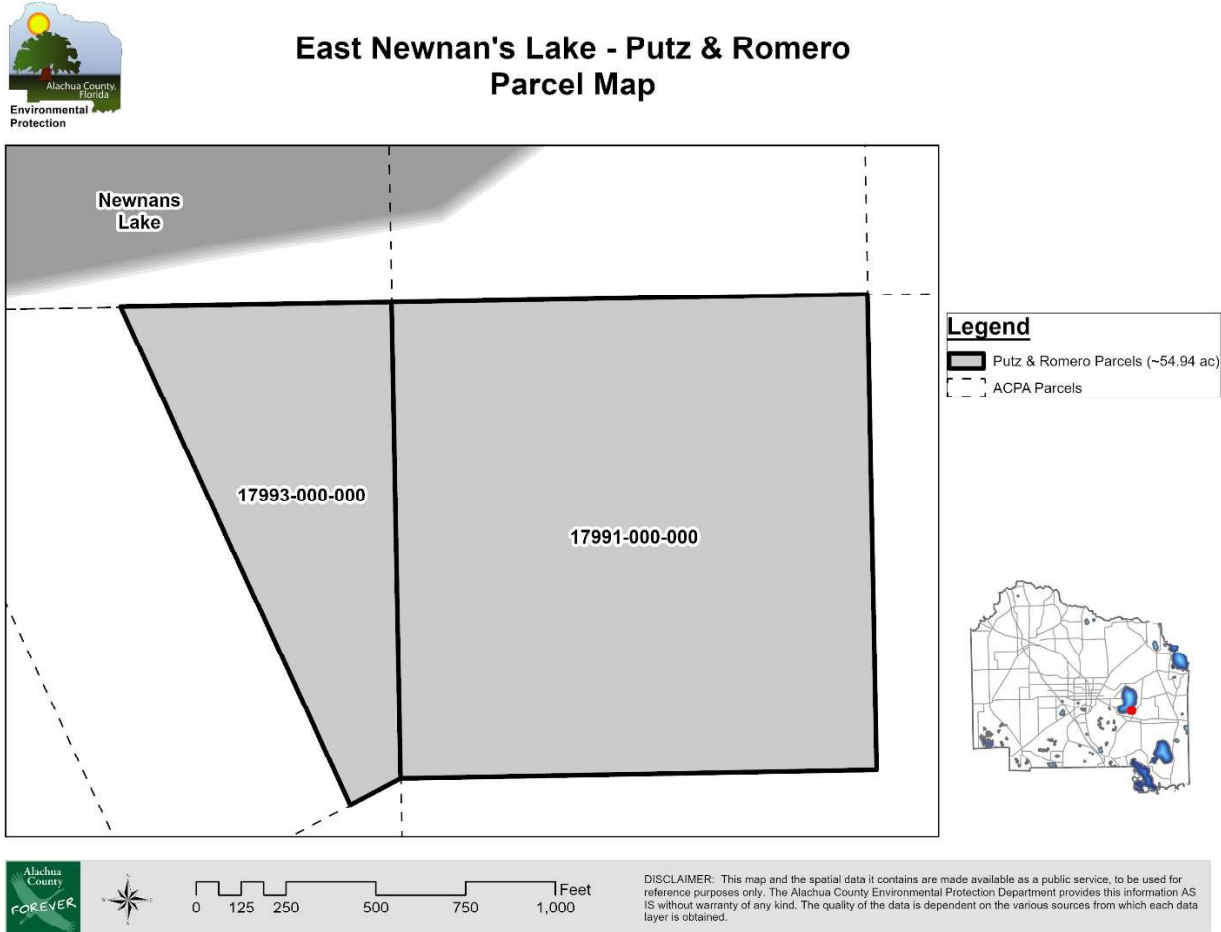 Alachua County,
Florida
Environmental
Protection
East Newnan's Lake - Putz & Romero
Parcel Map
Newnans
Lake
17993-000-000
17991-000-000
Legend
Putz & Romero Parcels (~54.94 ac)
ACPA Parcels
Alachua
County
FOREVER
Feet
0 125 250 500 750 1,000
DISCLAIMER: This map and the spatial data it contains are made available as a public service, to be used for
reference purposes only. The Alachua County Environmental Protection Department provides this information AS
IS without warranty of any kind. The quality of the data is dependent on the various sources from which each data
layer is obtained.